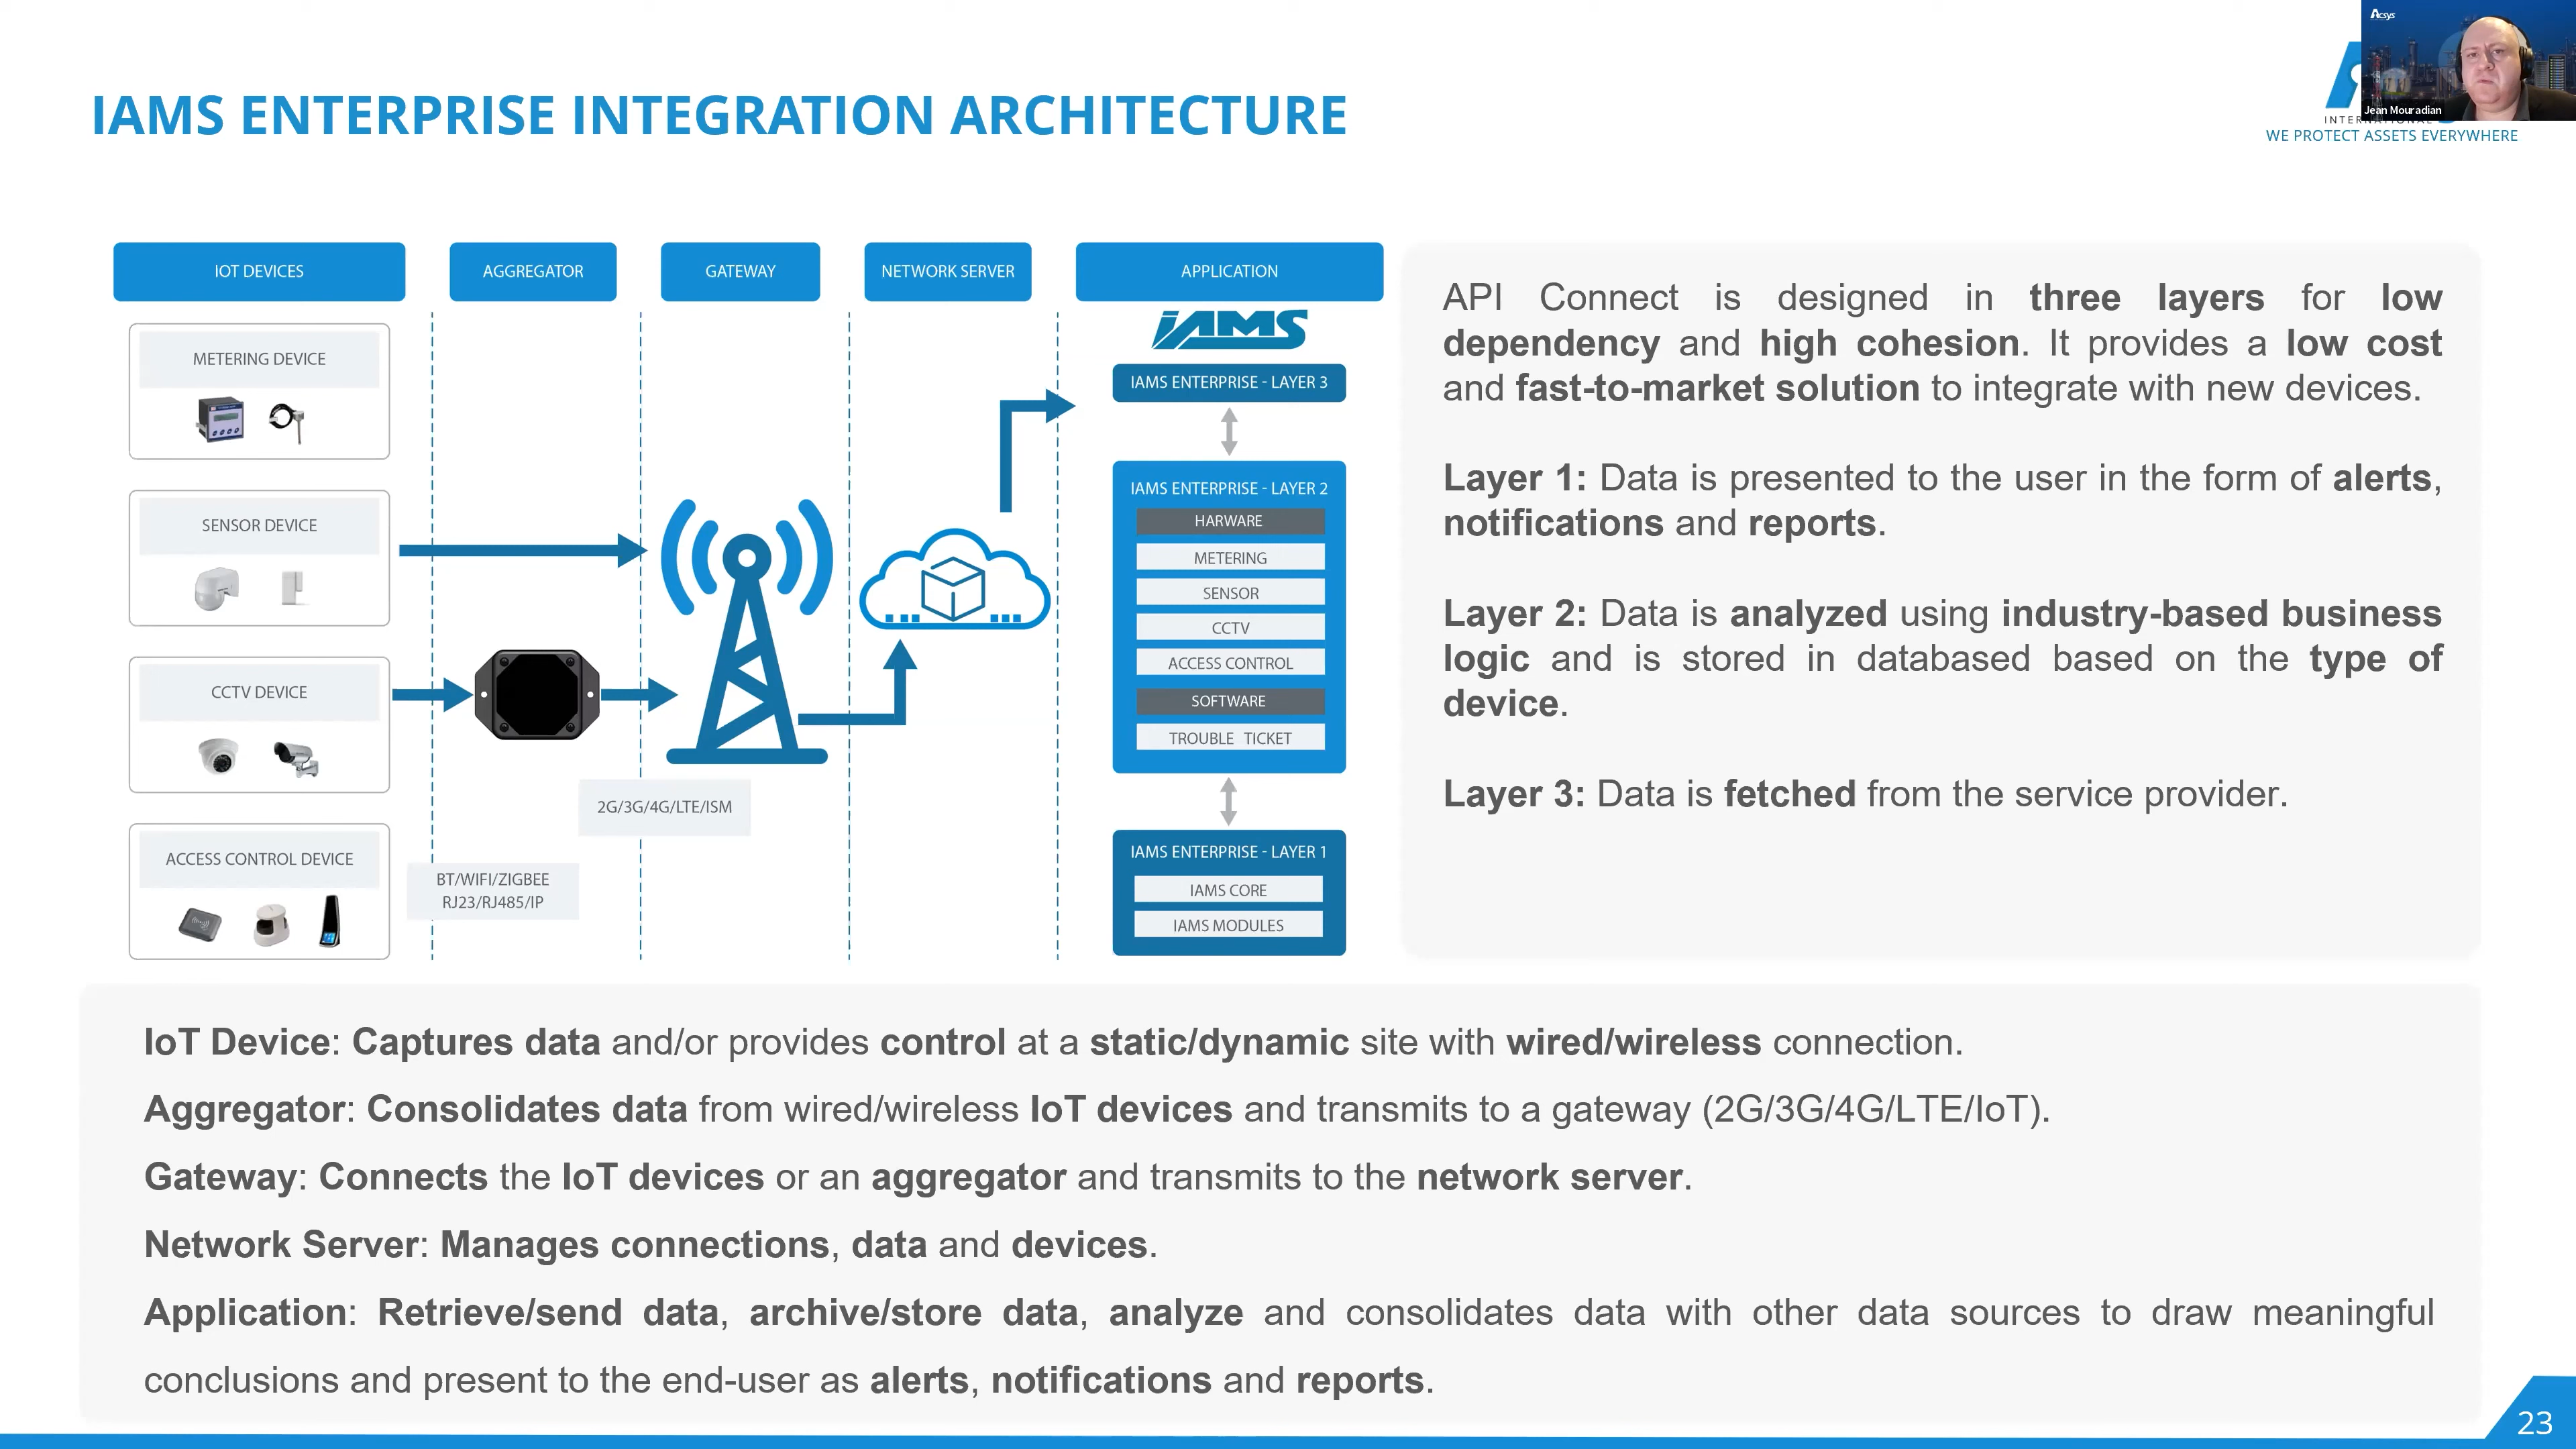 Acsys
Jean Mouradian
INTERNATIONAL
WE PROTECT ASSETS EVERYWHERE
IAMS ENTERPRISE INTEGRATION ARCHITECTURE
IOT DEVICES
AGGREGATOR
GATEWAY
NETWORK SERVER
APPLICATION
METERING DEVICE
SENSOR DEVICE
CCTV DEVICE
ACCESS CONTROL DEVICE
BT/WIFI/ZIGBEE
RJ23/RJ485/IP
2G/3G/4G/LTE/ISM
iAMS
IAMS ENTERPRISE - LAYER 3
IAMS ENTERPRISE - LAYER 2
HARWARE
METERING
SENSOR
CCTV
ACCESS CONTROL
SOFTWARE
TROUBLE TICKET
IAMS ENTERPRISE - LAYER 1
IAMS CORE
IAMS MODULES
API Connect is designed in three layers for low
dependency and high cohesion. It provides a low cost
and fast-to-market solution to integrate with new devices.
Layer 1: Data is presented to the user in the form of alerts,
notifications and reports.
Layer 2: Data is analyzed using industry-based business
logic and is stored in databased based on the type of
device.
Layer 3: Data is fetched from the service provider.
IoT Device: Captures data and/or provides control at a static/dynamic site with wired/wireless connection.
Aggregator: Consolidates data from wired/wireless IoT devices and transmits to a gateway (2G/3G/4G/LTE/IoT).
Gateway: Connects the IoT devices or an aggregator and transmits to the network server.
Network Server: Manages connections, data and devices.
Application: Retrieve/send data, archive/store data, analyze and consolidates data with other data sources to draw meaningful
conclusions and present to the end-user as alerts, notifications and reports.
23